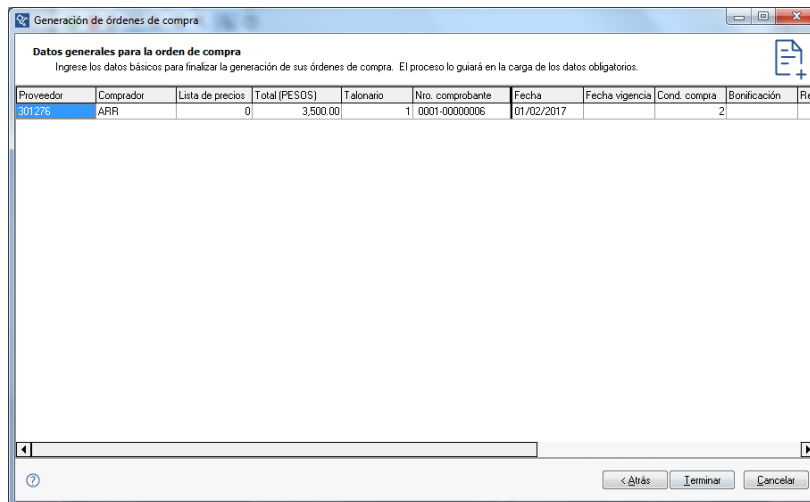 Generación de órdenes de compra
Datos generales para la orden de compra
Ingrese los datos básicos para finalizar la generación de sus órdenes de compra. El proceso lo guiará en la carga de los datos obligatorios.
Proveedor Comprador Lista de precios Total (PESOS) Talonario Nro. comprobante Fecha Fecha vigencia Cond. compra Bonificación Re
301276 ARR 0 3,500.00 1 0001-00000006 01/02/2017 2
< Atrás Terminar Cancelar